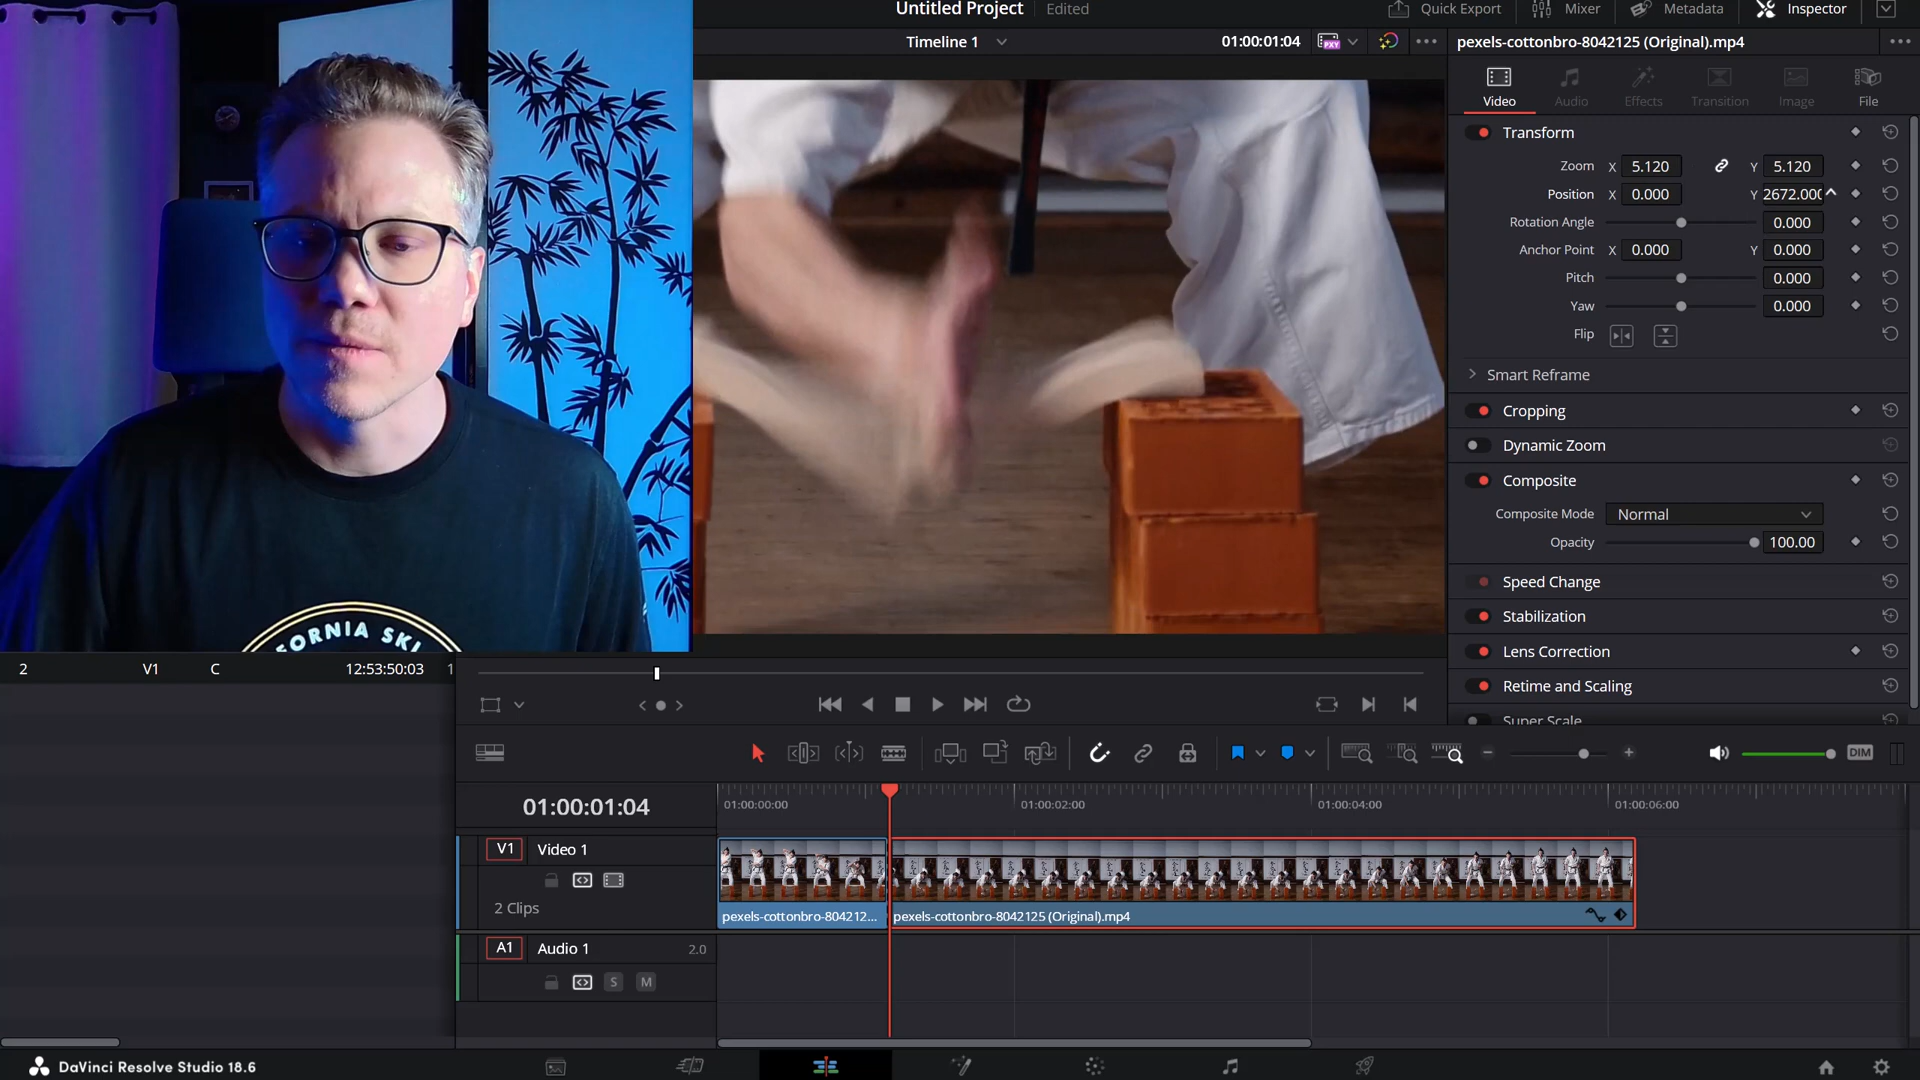 Untitled Project
Edited
Quick Export
Mixer
Metadata
Inspector
Timeline 1
01:00:01:04
PXY
pexels-cottonbro-8042125 (Original).mp4
Video
Audio
Effects
Transition
Image
File
Transform
Zoom X 5.120 Y 5.120
Position X 0.000 Y 2672.000
Rotation Angle 0.000
Anchor Point X 0.000 Y 0.000
Pitch 0.000
Yaw 0.000
Flip
Smart Reframe
Cropping
Dynamic Zoom
Composite
Composite Mode Normal
Opacity 100.00
Speed Change
Stabilization
Lens Correction
Retime and Scaling
Super Scale
FORNIA SKI
2 V1 C 12:53:50:03 1
DIM
01:00:01:04
01:00:00:00
01:00:02:00
01:00:04:00
01:00:06:00
V1 Video 1
2 Clips
pexels-cottonbro-804212...
pexels-cottonbro-8042125 (Original).mp4
A1 Audio 1 2.0
S M
DaVinci Resolve Studio 18.6